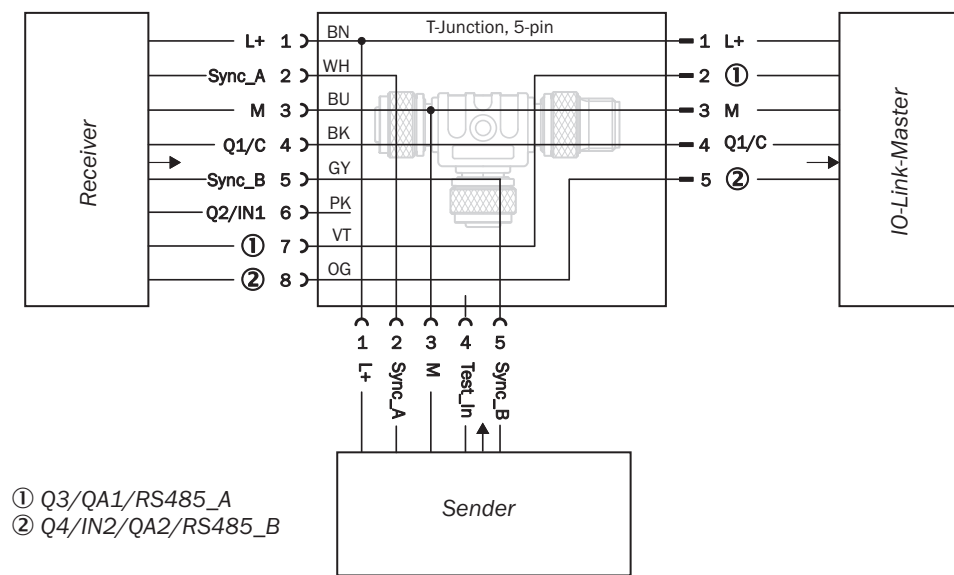 T-Junction, 5-pin
Receiver
L+ 1 BN
Sync_A 2 WH
M 3 BU
Q1/C 4 BK
Sync_B 5 GY
Q2/IN1 6 PK
① 7 VT
② 8 OG
1 L+
2 ①
3 M
4 Q1/C
5 ②
IO-Link-Master
1 2 3 4 5
L+
Sync_A
M
Test_In
Sync_B
Sender
① Q3/QA1/RS485_A
② Q4/IN2/QA2/RS485_B